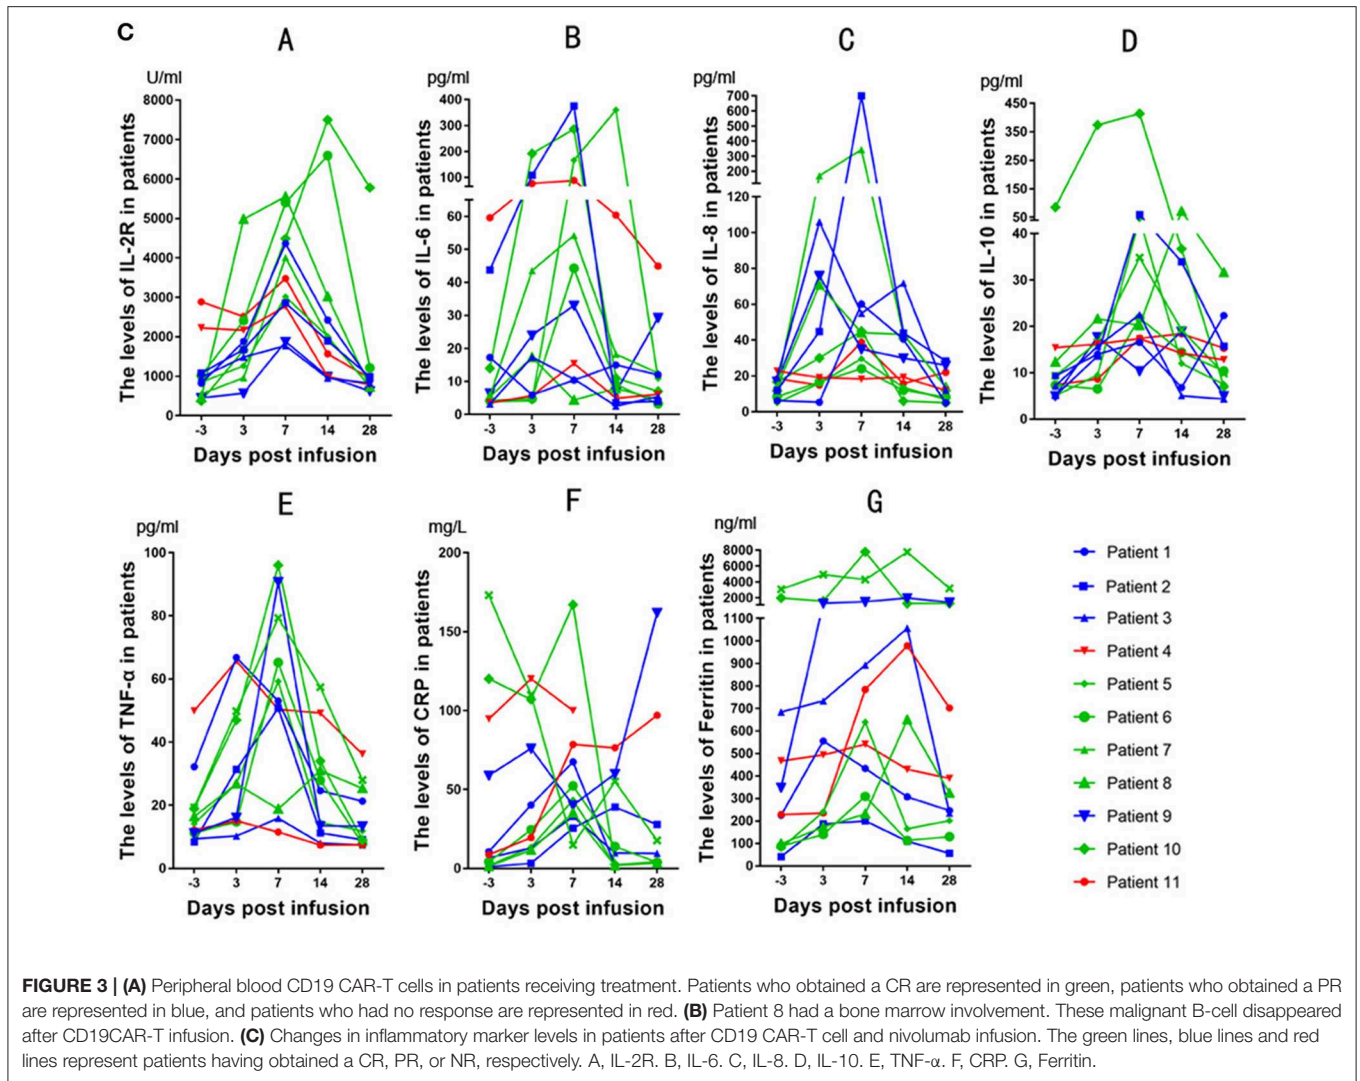 C
A
U/ml
The levels of IL-2R in patients
8000
7000
6000
5000
4000
3000
2000
1000
0
-3 3 7 14 28
Days post infusion
B
pg/ml
The levels of IL-6 in patients
400
300
200
100
60
50
40
30
20
10
0
-3 3 7 14 28
Days post infusion
C
pg/ml
The levels of IL-8 in patients
700
600
500
400
300
200
120
100
80
60
40
20
0
-3 3 7 14 28
Days post infusion
D
pg/ml
The levels of IL-10 in patients
450
350
250
150
50
40
30
20
10
0
-3 3 7 14 28
Days post infusion
E
pg/ml
The levels of TNF-α in patients
100
80
60
40
20
0
-3 3 7 14 28
Days post infusion
F
mg/L
The levels of CRP in patients
200
150
100
50
0
-3 3 7 14 28
Days post infusion
G
ng/ml
The levels of Ferritin in patients
8000
6000
4000
2000
1100
1000
900
800
700
600
500
400
300
200
100
0
-3 3 7 14 28
Days post infusion
Patient 1
Patient 2
Patient 3
Patient 4
Patient 5
Patient 6
Patient 7
Patient 8
Patient 9
Patient 10
Patient 11
FIGURE 3 | (A) Peripheral blood CD19 CAR-T cells in patients receiving treatment. Patients who obtained a CR are represented in green, patients who obtained a PR
are represented in blue, and patients who had no response are represented in red. (B) Patient 8 had a bone marrow involvement. These malignant B-cell disappeared
after CD19CAR-T infusion. (C) Changes in inflammatory marker levels in patients after CD19 CAR-T cell and nivolumab infusion. The green lines, blue lines and red
lines represent patients having obtained a CR, PR, or NR, respectively. A, IL-2R. B, IL-6. C, IL-8. D, IL-10. E, TNF-α. F, CRP. G, Ferritin.